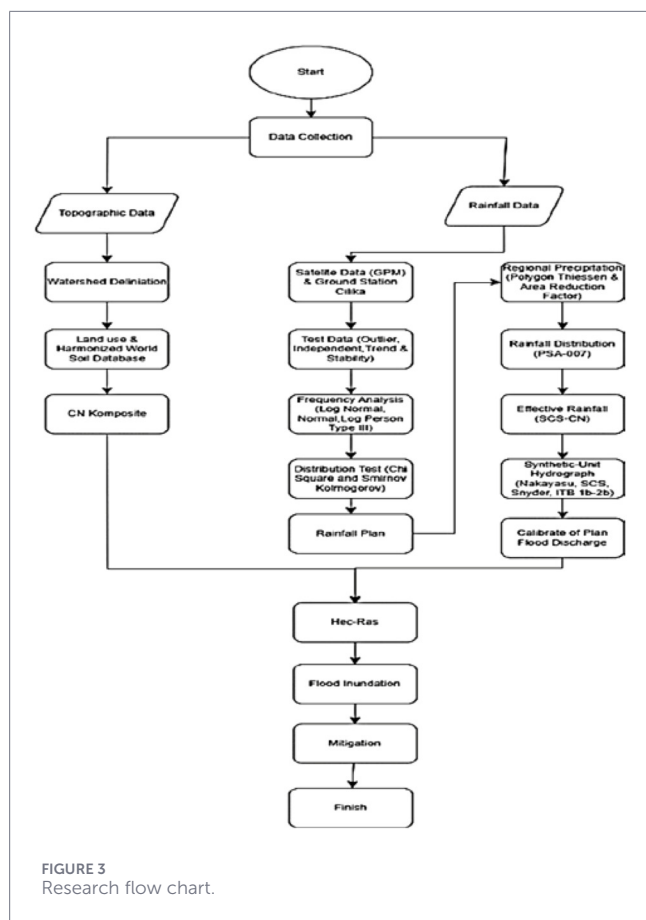 Start
Data Collection
Topographic Data
Rainfall Data
Watershed Deliniation
Satelite Data (GPM)
& Ground Station
Cilika
Regional Precipitation
(Polygon Thiessen &
Area Reduction
Factor)
Land use &
Harmonized World
Soil Database
Test Data (Outlier,
Independent,Trend &
Stability)
Rainfall Distribution
(PSA-007)
CN Komposite
Frequency Analysis
(Log Normal,
Normal,Log Person
Type III)
Effective Rainfall
(SCS-CN)
Distribution Test (Chi
Square and Smirnov
Kolmogorov)
Synthetic-Unit
Hydrograph
(Nakayasu, SCS,
Snyder, ITB 1b-2b)
Rainfall Plan
Calibrate of Plan
Flood Discharge
Hec-Ras
Flood Inundation
Mitigation
Finish
FIGURE 3
Research flow chart.